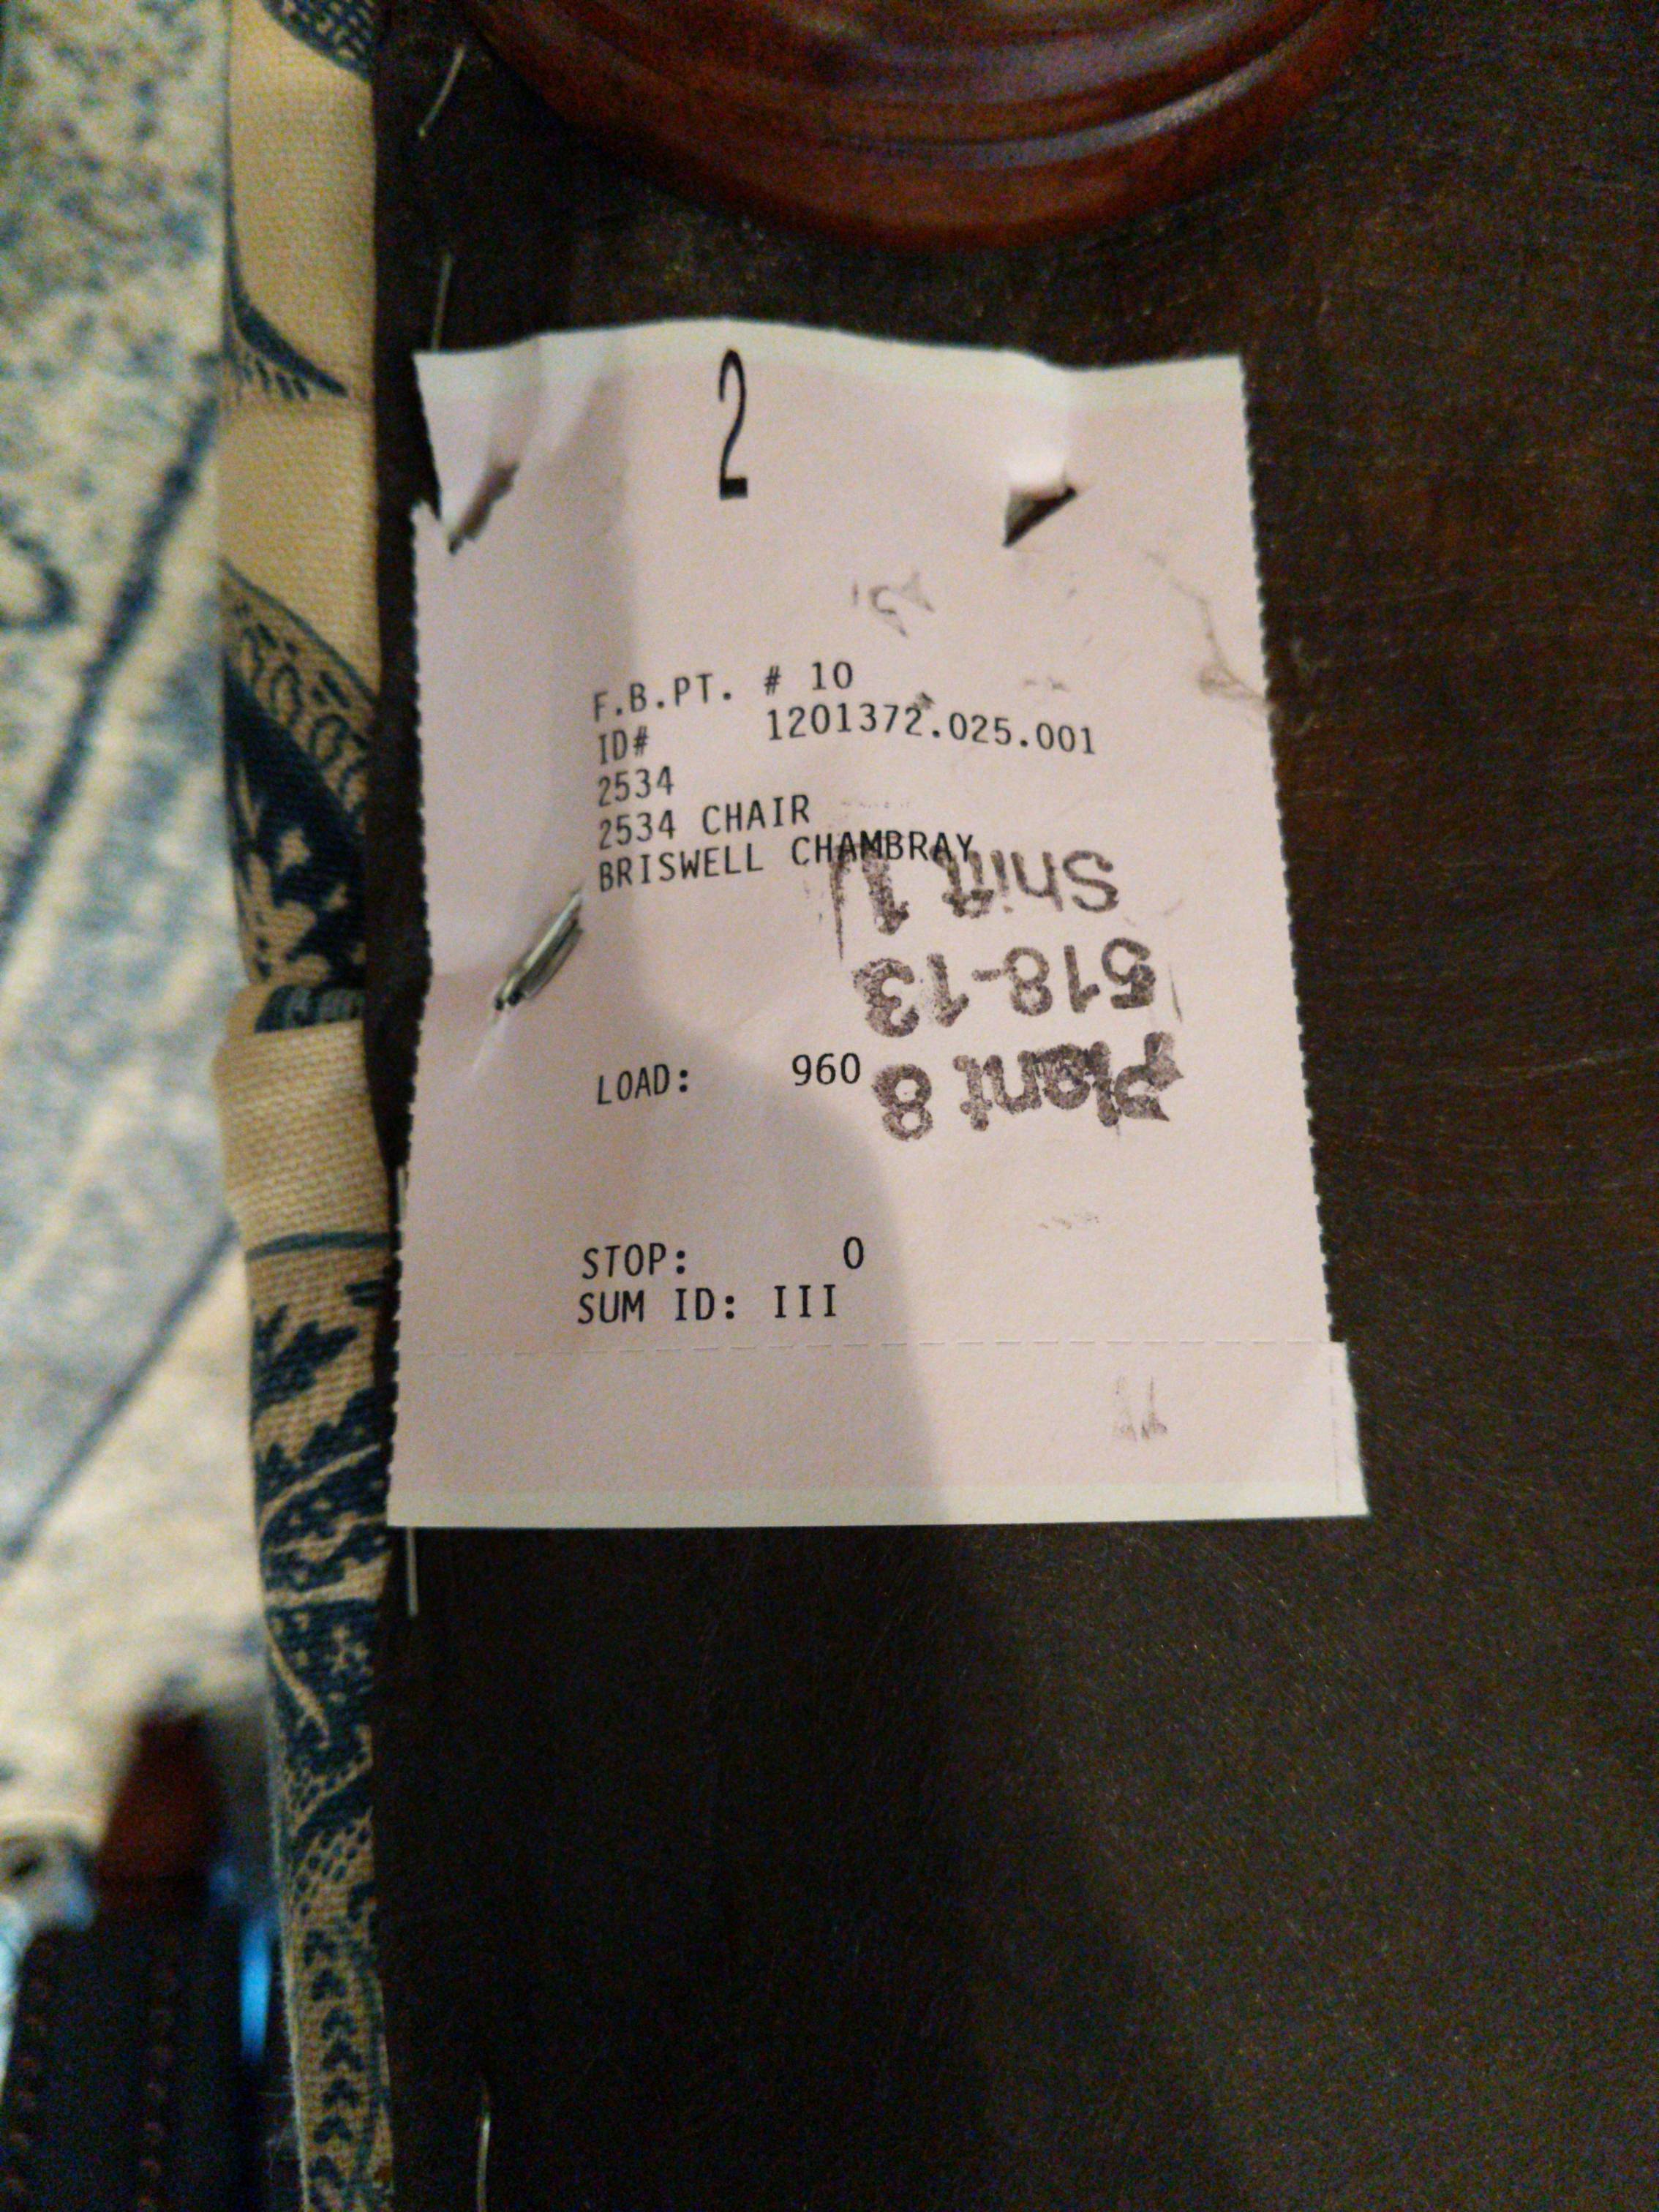 2
F.B.PT. # 10
ID# 1201372.025.001
2534
2534 CHAIR
BRISWELL CHAMBRAY
LOAD: 960
STOP: 0
SUM ID: III
Plant 8
518-13
Shift 1